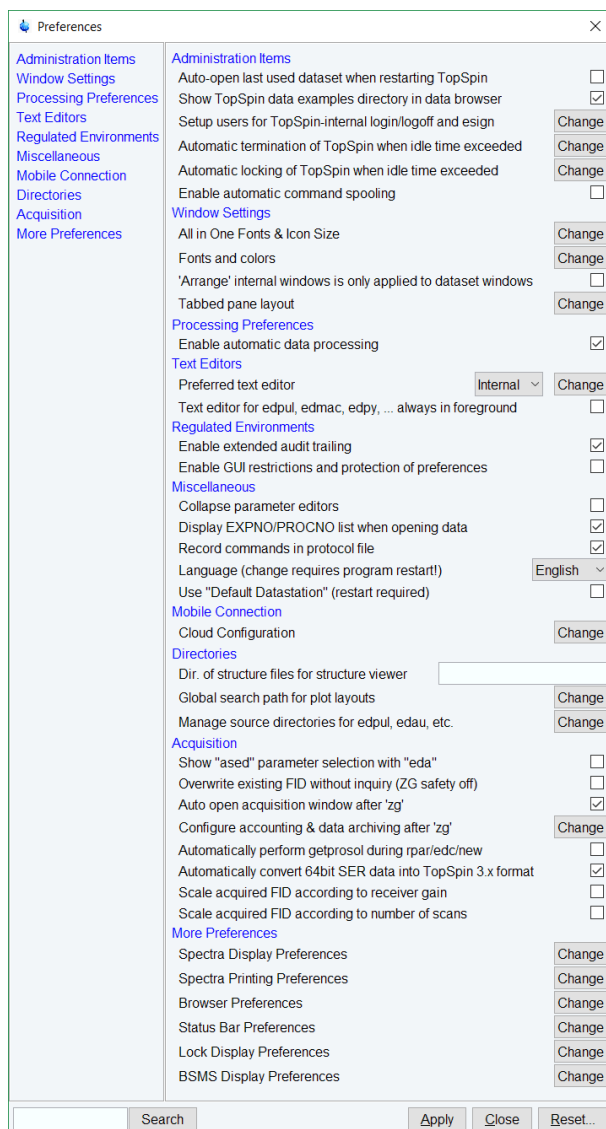 Preferences
Administration Items
Window Settings
Processing Preferences
Text Editors
Regulated Environments
Miscellaneous
Mobile Connection
Directories
Acquisition
More Preferences
Administration Items
Auto-open last used dataset when restarting TopSpin
Show TopSpin data examples directory in data browser
Setup users for TopSpin-internal login/logoff and esign Change
Automatic termination of TopSpin when idle time exceeded Change
Automatic locking of TopSpin when idle time exceeded Change
Enable automatic command spooling
Window Settings
All in One Fonts & Icon Size Change
Fonts and colors Change
'Arrange' internal windows is only applied to dataset windows
Tabbed pane layout Change
Processing Preferences
Enable automatic data processing
Text Editors
Preferred text editor Internal Change
Text editor for edpul, edmac, edpy, ... always in foreground
Regulated Environments
Enable extended audit trailing
Enable GUI restrictions and protection of preferences
Miscellaneous
Collapse parameter editors
Display EXPNO/PROCNO list when opening data
Record commands in protocol file
Language (change requires program restart!) English
Use "Default Datastation" (restart required)
Mobile Connection
Cloud Configuration Change
Directories
Dir. of structure files for structure viewer
Global search path for plot layouts Change
Manage source directories for edpul, edau, etc. Change
Acquisition
Show "ased" parameter selection with "eda"
Overwrite existing FID without inquiry (ZG safety off)
Auto open acquisition window after 'zg'
Configure accounting & data archiving after 'zg' Change
Automatically perform getprosol during rpar/edc/new
Automatically convert 64bit SER data into TopSpin 3.x format
Scale acquired FID according to receiver gain
Scale acquired FID according to number of scans
More Preferences
Spectra Display Preferences Change
Spectra Printing Preferences Change
Browser Preferences Change
Status Bar Preferences Change
Lock Display Preferences Change
BSMS Display Preferences Change
Search Apply Close Reset...